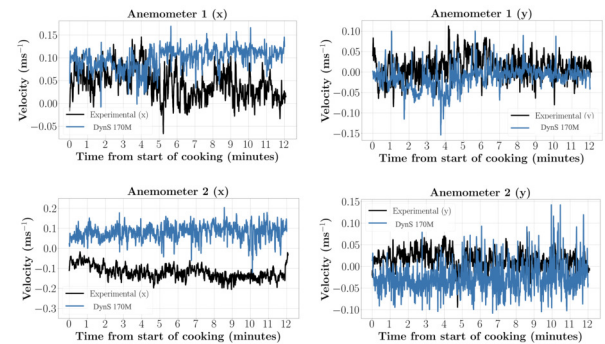 Anemometer 1 (x)
Velocity (ms⁻¹)
0.15
0.10
0.05
0.00
−0.05
Experimental (x)
DynS 170M
0 1 2 3 4 5 6 7 8 9 10 11 12
Time from start of cooking (minutes)
Anemometer 1 (y)
Velocity (ms⁻¹)
0.10
0.05
0.00
−0.05
−0.10
−0.15
Experimental (y)
DynS 170M
0 1 2 3 4 5 6 7 8 9 10 11 12
Time from start of cooking (minutes)
Anemometer 2 (x)
Velocity (ms⁻¹)
0.2
0.1
0.0
−0.1
−0.2
−0.3
Experimental (x)
DynS 170M
0 1 2 3 4 5 6 7 8 9 10 11 12
Time from start of cooking (minutes)
Anemometer 2 (y)
Velocity (ms⁻¹)
0.15
0.10
0.05
0.00
−0.05
−0.10
Experimental (y)
DynS 170M
0 1 2 3 4 5 6 7 8 9 10 11 12
Time from start of cooking (minutes)